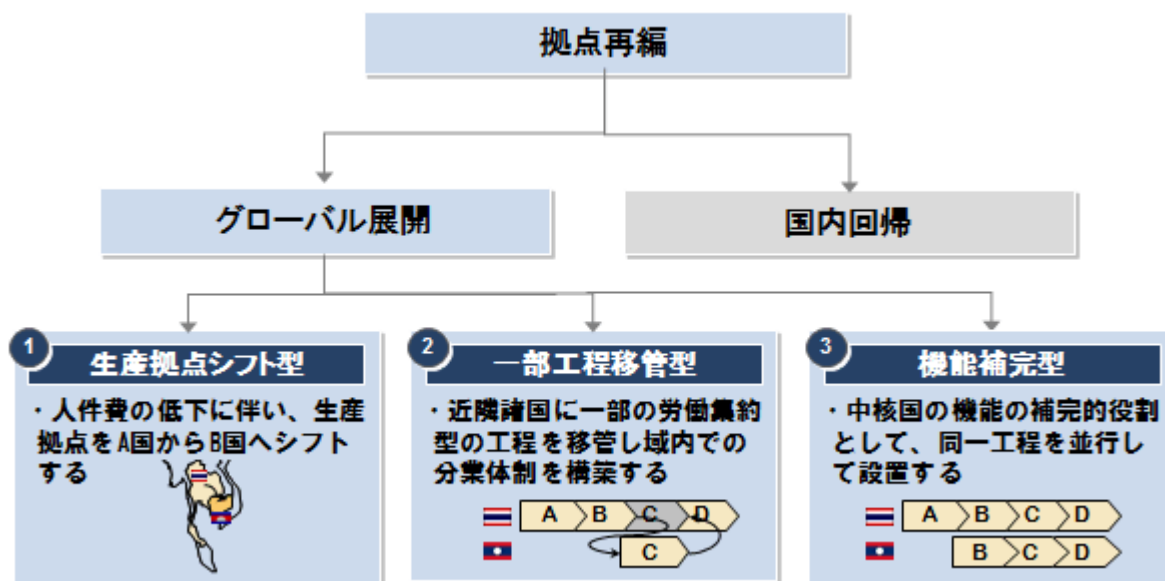 拠点再編
グローバル展開
国内回帰
1
生産拠点シフト型
・人件費の低下に伴い、生産
拠点をA国からB国へシフト
する
2
一部工程移管型
・近隣諸国に一部の労働集約
型の工程を移管し域内での
分業体制を構築する
A B C D
C
3
機能補完型
・中核国の機能の補完的役割
として、同一工程を並行し
て設置する
A B C D
B C D